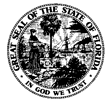 GREAT SEAL OF THE STATE OF FLORIDA
IN GOD WE TRUST